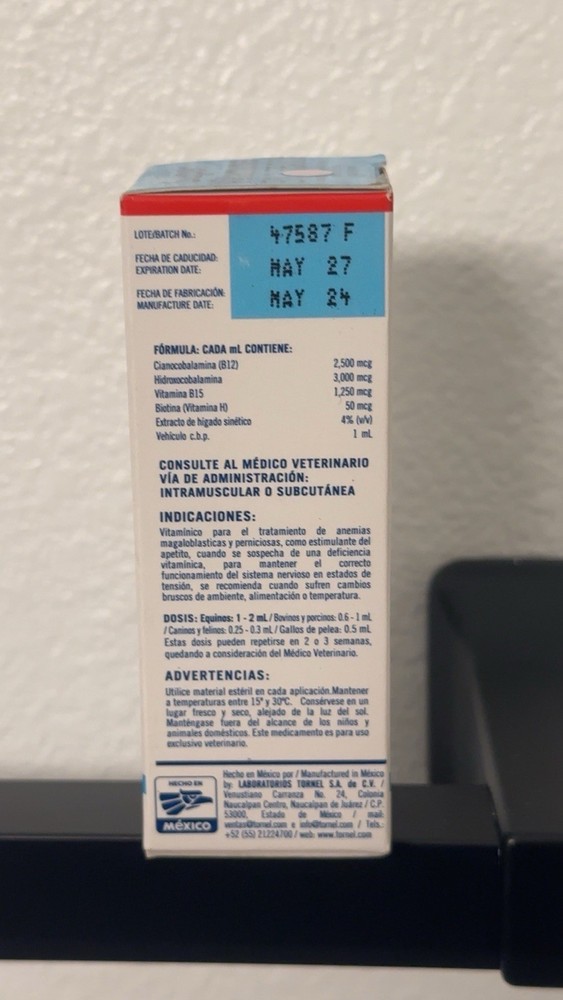 LOTE/BATCH No.: 47587 F
FECHA DE CADUCIDAD: MAY 27
EXPIRATION DATE:
FECHA DE FABRICACIÓN: MAY 24
MANUFACTURE DATE:
FÓRMULA: CADA mL CONTIENE:
Cianocobalamina (B12) 2,500 mcg
Hidroxocobalamina 3,000 mcg
Vitamina B15 1,250 mcg
Biotina (Vitamina H) 50 mcg
Extracto de hígado sinético 4% (v/v)
Vehículo c.b.p. 1 mL
CONSULTE AL MÉDICO VETERINARIO
VÍA DE ADMINISTRACIÓN:
INTRAMUSCULAR O SUBCUTÁNEA
INDICACIONES:
Vitamínico para el tratamiento de anemias
magaloblasticas y perniciosas, como estimulante del
apetito, cuando se sospecha de una deficiencia
vitamínica, para mantener el correcto
funcionamiento del sistema nervioso en estados de
tensión, se recomienda cuando sufren cambios
bruscos de ambiente, alimentación o temperatura.
DOSIS: Equinos: 1 - 2 mL / Bovinos y porcinos: 0.6 - 1 mL
/ Caninos y felinos: 0.25 - 0.3 mL / Gallos de pelea: 0.5 mL
Estas dosis pueden repetirse en 2 o 3 semanas,
quedando a consideración del Médico Veterinario.
ADVERTENCIAS:
Utilice material estéril en cada aplicación.Mantener
a temperaturas entre 15° y 30°C. Consérvese en un
lugar fresco y seco, alejado de la luz del sol.
Manténgase fuera del alcance de los niños y
animales domésticos. Este medicamento es para uso
exclusivo veterinario.
HECHO EN
MÉXICO
Hecho en México por / Manufactured in México
by: LABORATORIOS TORNEL S.A. de C.V. /
Venustiano Carranza No. 24, Colonia
Naucalpan Centro, Naucalpan de Juárez / C.P.
53000, Estado de México / mail:
ventas@tornel.com e info@tornel.com / Tels.:
+52 (55) 21224700 / web: www.tornel.com